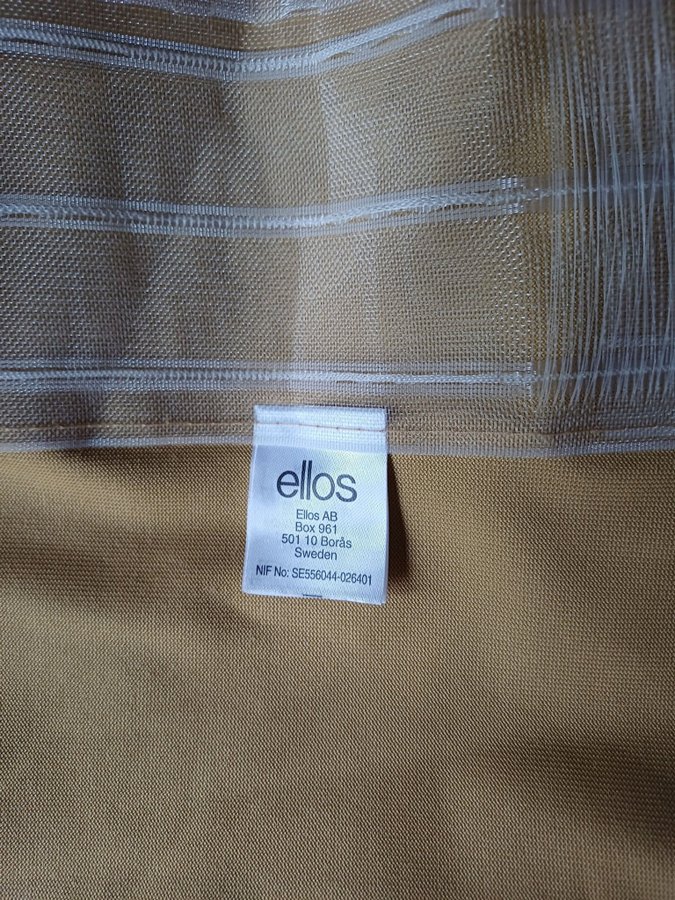 ellos
Ellos AB
Box 961
501 10 Borås
Sweden
NIF No: SE556044-026401